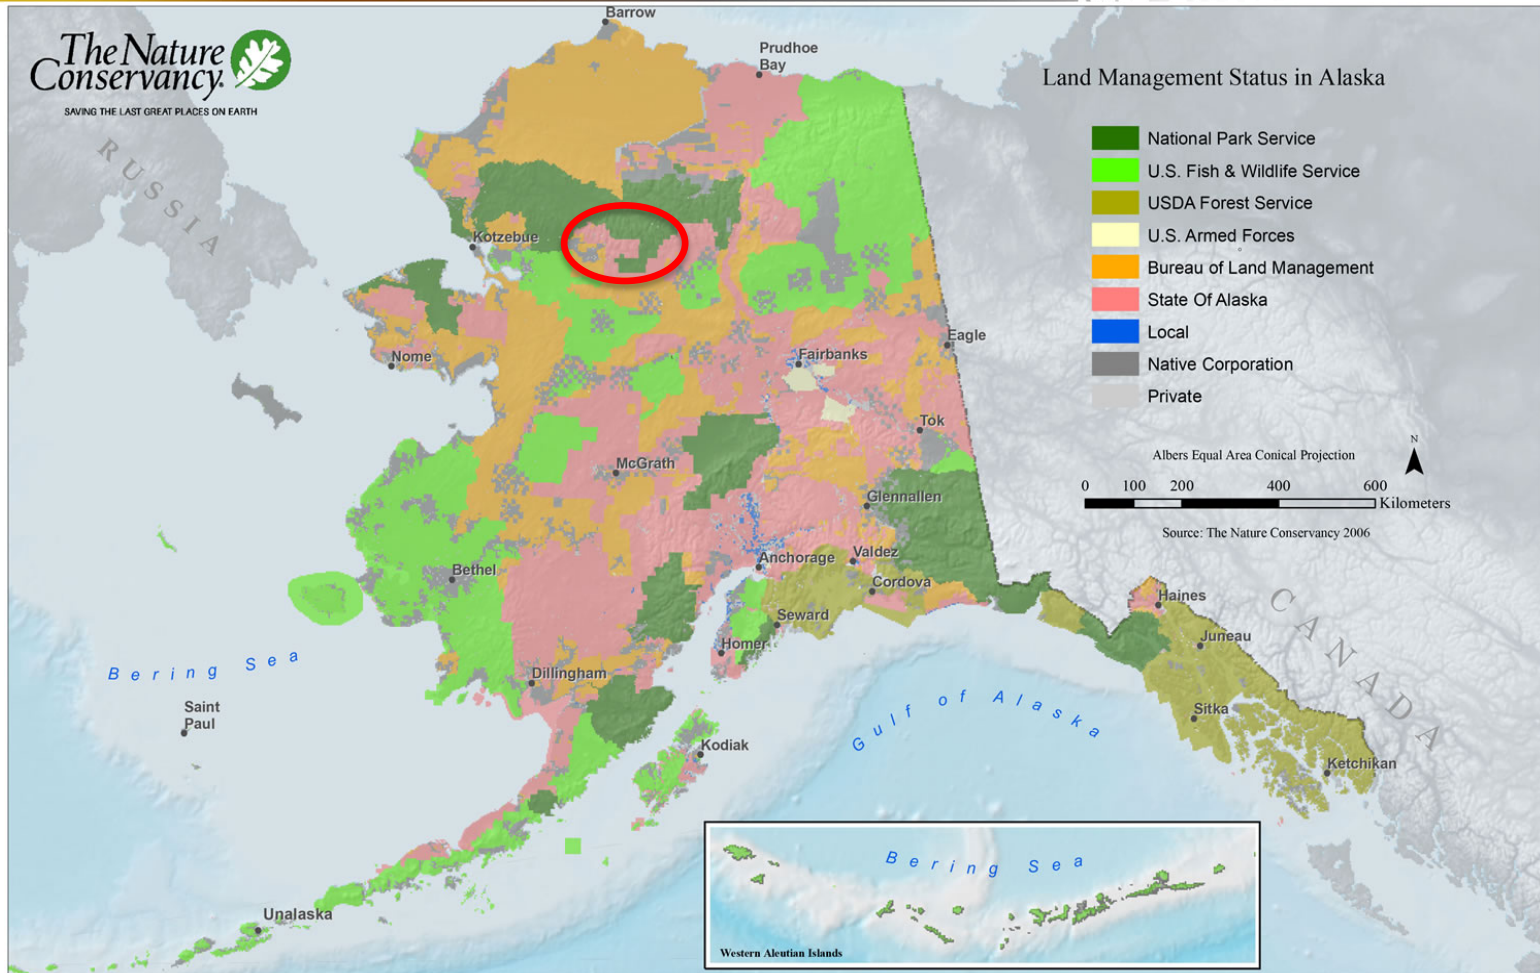 The Nature
Conservancy.
SAVING THE LAST GREAT PLACES ON EARTH
Land Management Status in Alaska
National Park Service
U.S. Fish & Wildlife Service
USDA Forest Service
U.S. Armed Forces
Bureau of Land Management
State Of Alaska
Local
Native Corporation
Private
Albers Equal Area Conical Projection
N
0 100 200 400 600
Kilometers
Source: The Nature Conservancy 2006
RUSSIA
CANADA
Barrow
Prudhoe
Bay
Kotzebue
Nome
Fairbanks
Eagle
Tok
McGrath
Glennallen
Anchorage
Valdez
Cordova
Bethel
Seward
Homer
Dillingham
Haines
Juneau
Sitka
Ketchikan
Kodiak
Bering Sea
Saint
Paul
Gulf of Alaska
Unalaska
Bering Sea
Western Aleutian Islands